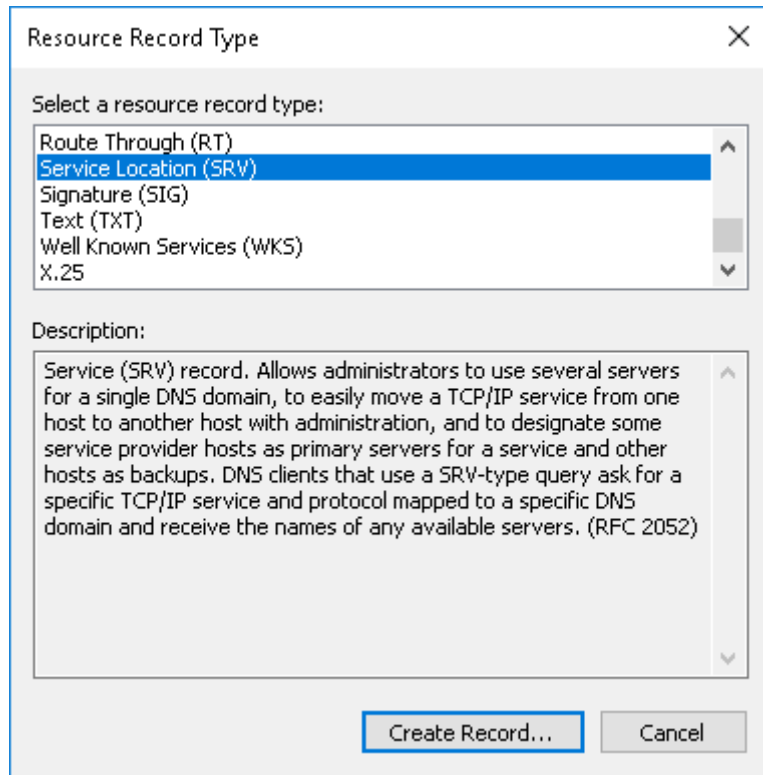 Resource Record Type
Select a resource record type:
Route Through (RT)
Service Location (SRV)
Signature (SIG)
Text (TXT)
Well Known Services (WKS)
X.25
Description:
Service (SRV) record. Allows administrators to use several servers
for a single DNS domain, to easily move a TCP/IP service from one
host to another host with administration, and to designate some
service provider hosts as primary servers for a service and other
hosts as backups. DNS clients that use a SRV-type query ask for a
specific TCP/IP service and protocol mapped to a specific DNS
domain and receive the names of any available servers. (RFC 2052)
Create Record...
Cancel